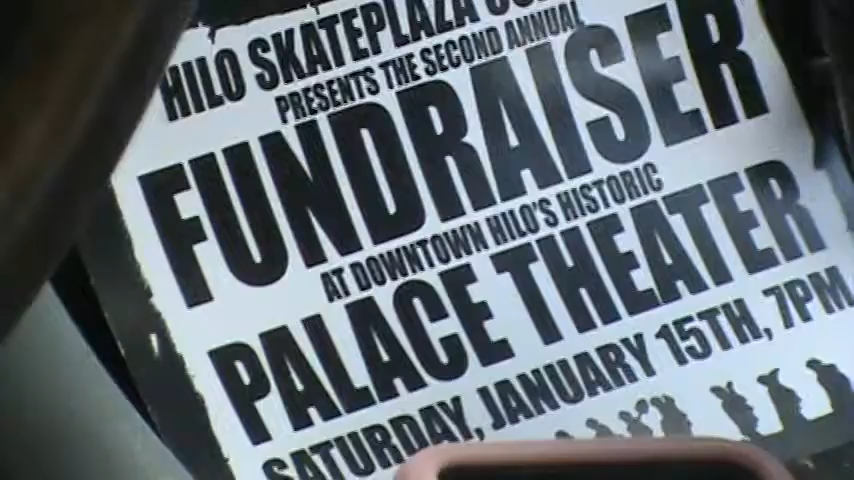 HILO SKATEPLAZA
PRESENTS THE SECOND ANNUAL
FUNDRAISER
AT DOWNTOWN HILO'S HISTORIC
PALACE THEATER
SATURDAY, JANUARY 15TH, 7PM